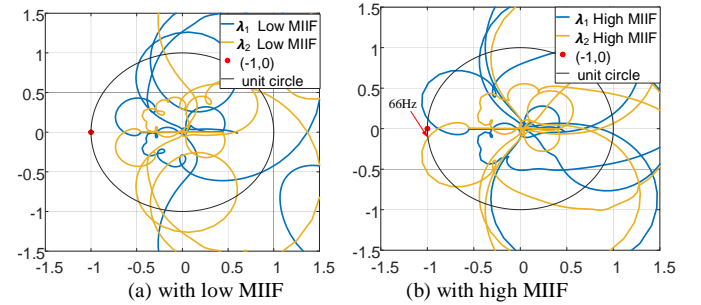 1.5
1
0.5
0
-0.5
-1
-1.5
-1.5 -1 -0.5 0 0.5 1 1.5
λ₁ Low MIIF
λ₂ Low MIIF
(-1,0)
unit circle
(a) with low MIIF
1.5
1
0.5
0
-0.5
-1
-1.5
-1.5 -1 -0.5 0 0.5 1 1.5
λ₁ High MIIF
λ₂ High MIIF
(-1,0)
unit circle
66Hz
(b) with high MIIF